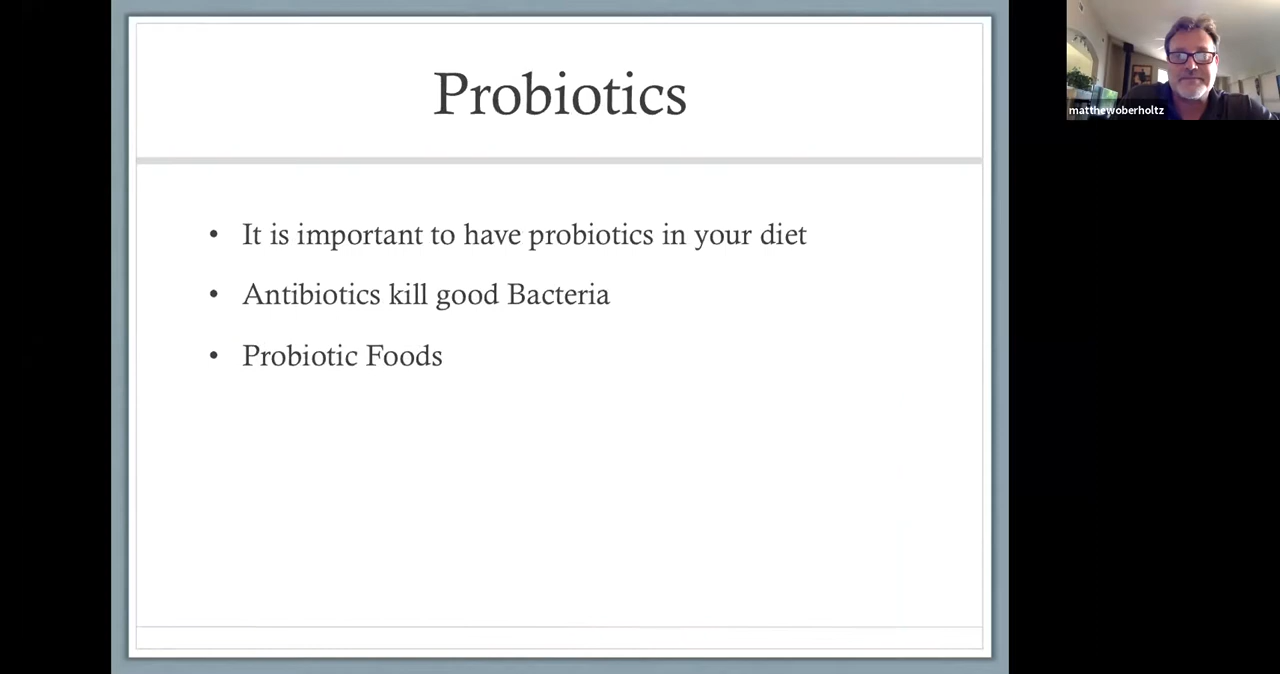 Probiotics
matthewoberholtz
• It is important to have probiotics in your diet
• Antibiotics kill good Bacteria
• Probiotic Foods